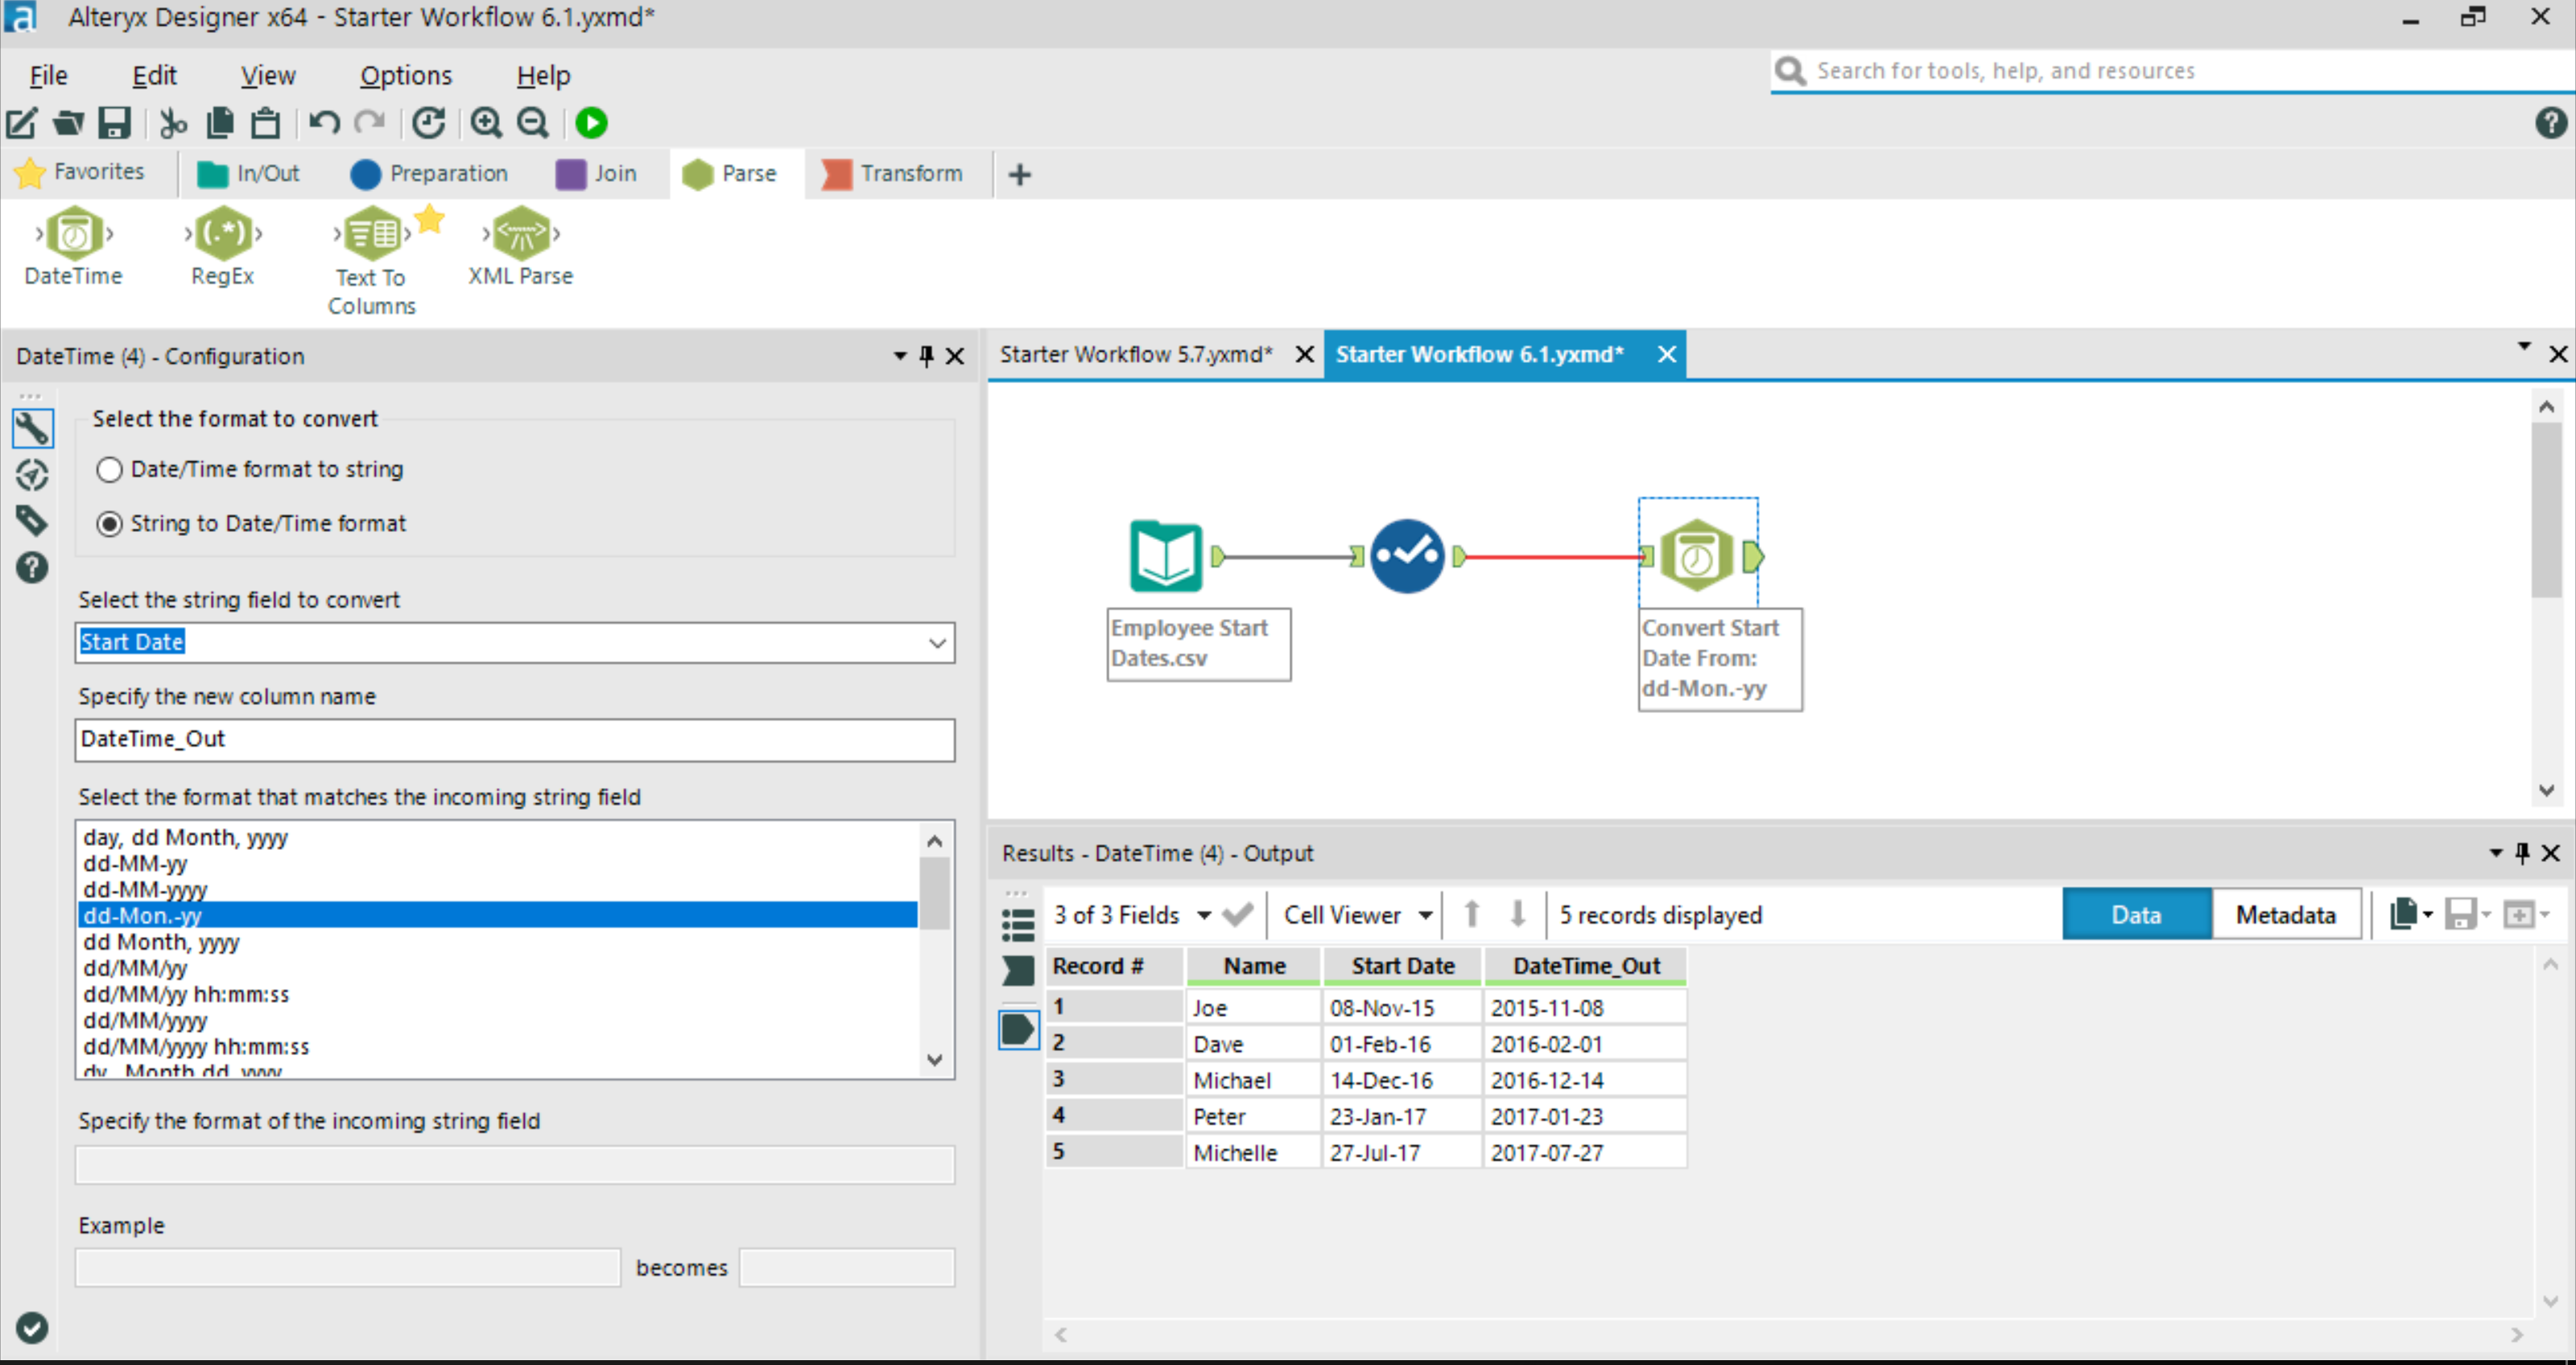 Alteryx Designer x64 - Starter Workflow 6.1.yxmd*
File Edit View Options Help
Search for tools, help, and resources
Favorites In/Out Preparation Join Parse Transform
DateTime RegEx Text To Columns XML Parse
DateTime (4) - Configuration
Select the format to convert
Date/Time format to string
String to Date/Time format
Select the string field to convert
Start Date
Specify the new column name
DateTime_Out
Select the format that matches the incoming string field
day, dd Month, yyyy
dd-MM-yy
dd-MM-yyyy
dd-Mon.-yy
dd Month, yyyy
dd/MM/yy
dd/MM/yy hh:mm:ss
dd/MM/yyyy
dd/MM/yyyy hh:mm:ss
dy., Month dd, yyyy
Specify the format of the incoming string field
Example
becomes
Starter Workflow 5.7.yxmd* Starter Workflow 6.1.yxmd*
Employee Start
Dates.csv
Convert Start
Date From:
dd-Mon.-yy
Results - DateTime (4) - Output
3 of 3 Fields Cell Viewer 5 records displayed Data Metadata
Record # Name Start Date DateTime_Out
1 Joe 08-Nov-15 2015-11-08
2 Dave 01-Feb-16 2016-02-01
3 Michael 14-Dec-16 2016-12-14
4 Peter 23-Jan-17 2017-01-23
5 Michelle 27-Jul-17 2017-07-27